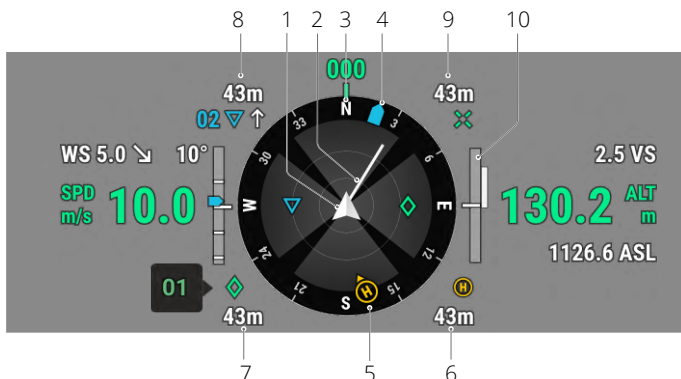 8 1 2 3 4 9 10
000
43m 43m
02 N
33 3
30 6
WS 5.0 10° 2.5 VS
SPD m/s 10.0 W E 130.2 ALT m
24 12
1126.6 ASL
21 S 15
01 H H
43m 43m
7 5 6